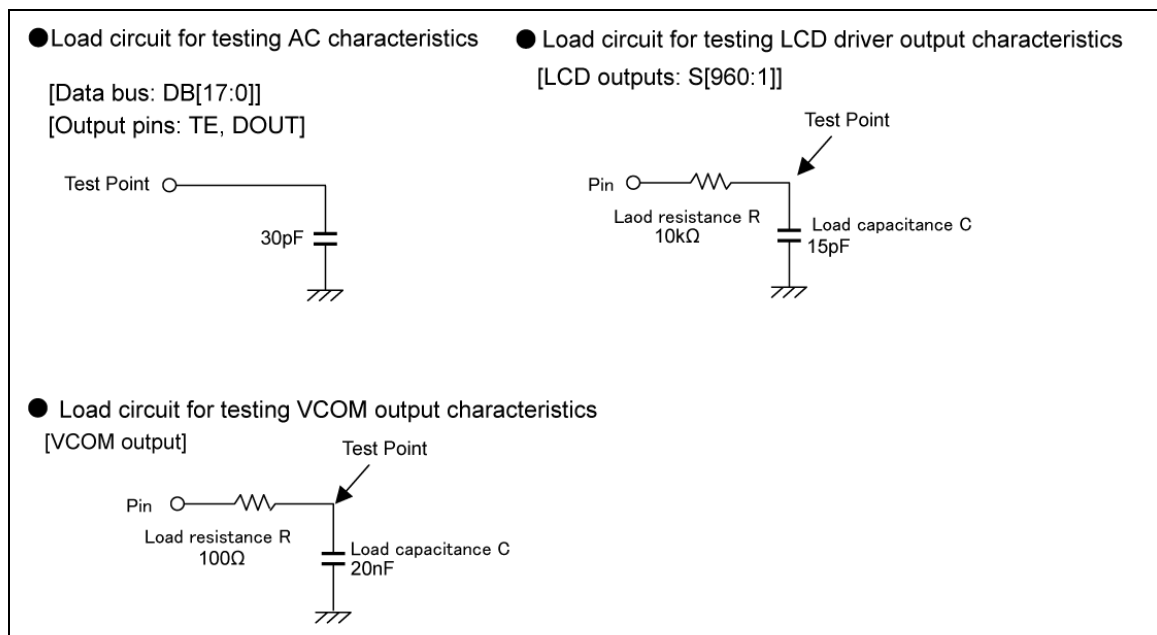 ●Load circuit for testing AC characteristics
[Data bus: DB[17:0]]
[Output pins: TE, DOUT]
Test Point
30pF
● Load circuit for testing LCD driver output characteristics
[LCD outputs: S[960:1]]
Test Point
Pin
Laod resistance R
10kΩ
Load capacitance C
15pF
● Load circuit for testing VCOM output characteristics
[VCOM output]
Test Point
Pin
Load resistance R
100Ω
Load capacitance C
20nF